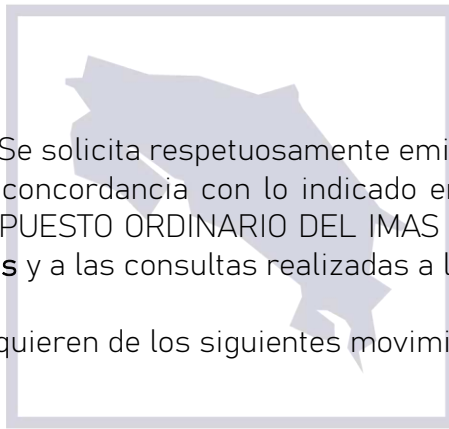 Se solicita respetuosamente emi
concordancia con lo indicado e
PUESTO ORDINARIO DEL IMAS
s y a las consultas realizadas a l
quieren de los siguientes movimi